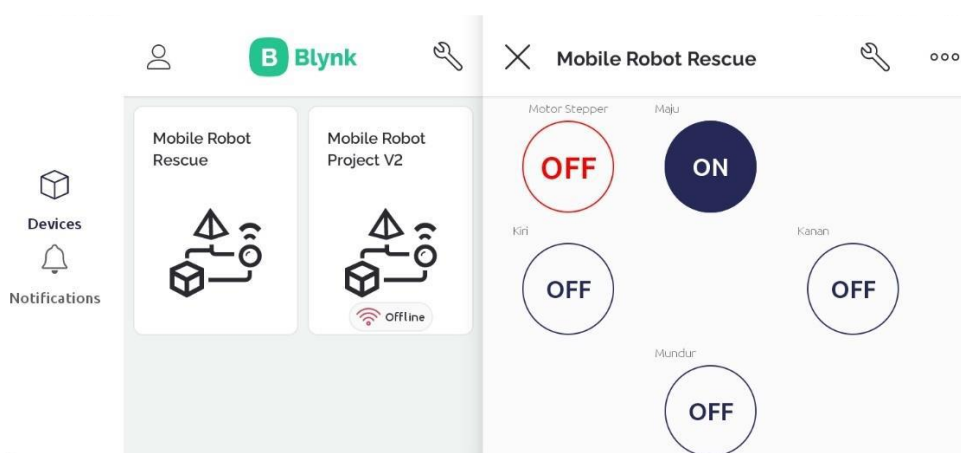 Devices
Notifications
B Blynk
Mobile Robot
Rescue
Mobile Robot
Project V2
Offline
Mobile Robot Rescue
Motor Stepper
Maju
OFF
ON
Kiri
Kanan
OFF
OFF
Mundur
OFF